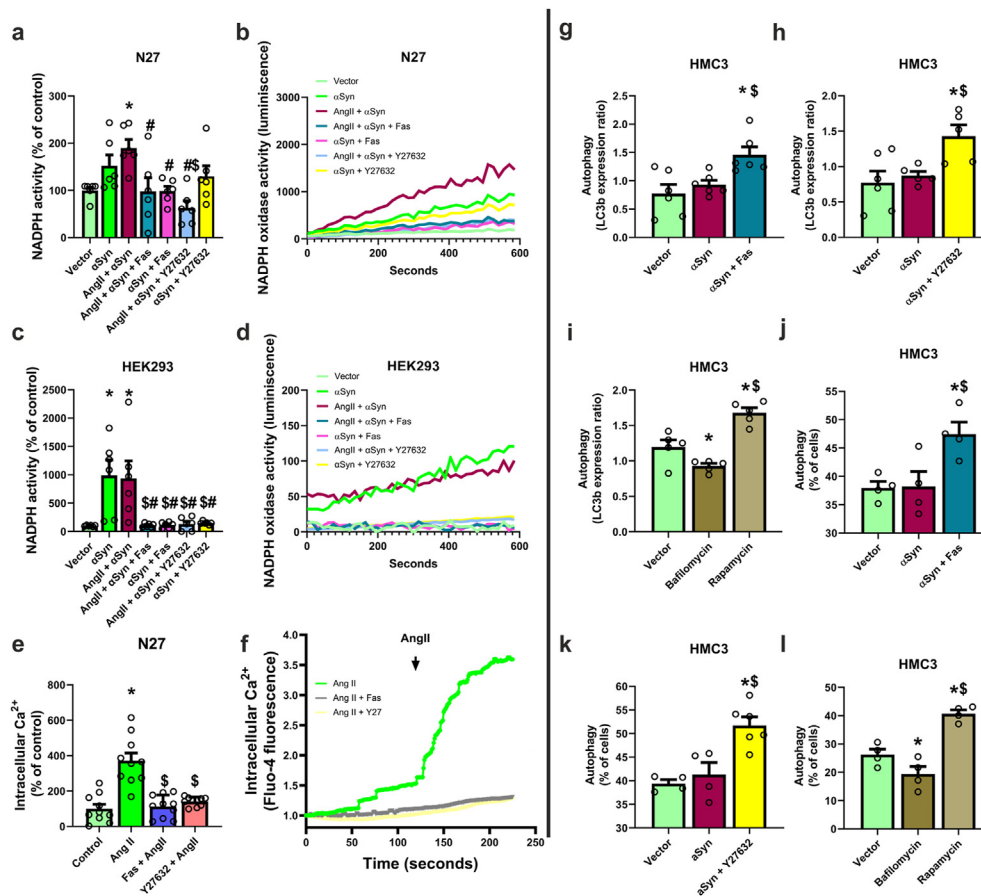 a
N27
NADPH activity (% of control)
300
200
100
0
*
#
#
#$
Vector
αSyn
AngII + αSyn
AngII + αSyn + Fas
αSyn + Fas
AngII + αSyn + Y27632
αSyn + Y27632
b
N27
NADPH oxidase activity (luminiscence)
3000
2000
1000
0
Vector
αSyn
AngII + αSyn
AngII + αSyn + Fas
αSyn + Fas
AngII + αSyn + Y27632
αSyn + Y27632
0
200
400
600
Seconds
c
HEK293
NADPH activity (% of control)
2500
2000
1500
1000
500
0
*
*
$#
$#
$#
$#
Vector
αSyn
AngII + αSyn
AngII + αSyn + Fas
αSyn + Fas
AngII + αSyn + Y27632
αSyn + Y27632
d
HEK293
NADPH oxidase activity (luminiscence)
200
150
100
50
0
Vector
αSyn
AngII + αSyn
AngII + αSyn + Fas
αSyn + Fas
AngII + αSyn + Y27632
αSyn + Y27632
0
200
400
600
Seconds
e
N27
Intracellular Ca2+
(% of control)
800
600
400
200
0
*
$
$
Control
Ang II
Fas + AngII
Y27632 + AngII
f
AngII
Intracellular Ca2+
(Fluo-4 fluorescence)
4.0
3.5
3.0
2.5
2.0
1.5
1.0
Ang II
Ang II + Fas
Ang II + Y27
0
50
100
150
200
250
Time (seconds)
g
HMC3
Autophagy
(LC3b expression ratio)
2.5
2.0
1.5
1.0
0.5
0.0
* $
Vector
αSyn
αSyn + Fas
h
HMC3
Autophagy
(LC3b expression ratio)
2.0
1.5
1.0
0.5
0.0
*$
Vector
αSyn
αSyn + Y27632
i
HMC3
Autophagy
(LC3b expression ratio)
2.0
1.5
1.0
0.5
0.0
*
*$
Vector
Bafilomycin
Rapamycin
j
HMC3
Autophagy
(% of cells)
55
50
45
40
35
30
*$
Vector
αSyn
αSyn + Fas
k
HMC3
Autophagy
(% of cells)
60
55
50
45
40
35
*$
Vector
aSyn
aSyn + Y27632
l
HMC3
Autophagy
(% of cells)
50
40
30
20
10
0
*
*$
Vector
Bafilomycin
Rapamycin